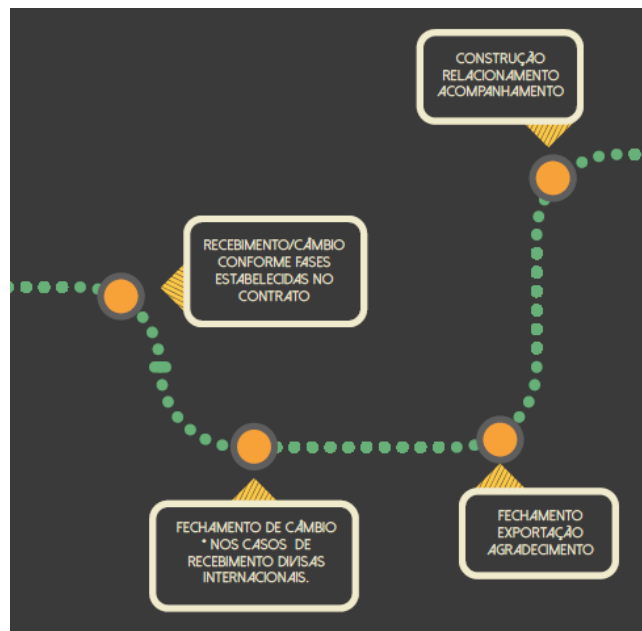 CONSTRUÇÃO
RELACIONAMENTO
ACOMPANHAMENTO
RECEBIMENTO/CÂMBIO
CONFORME FASES
ESTABELECIDAS NO
CONTRATO
FECHAMENTO DE CÂMBIO
* NOS CASOS DE
RECEBIMENTO DIVISAS
INTERNACIONAIS.
FECHAMENTO
EXPORTAÇÃO
AGRADECIMENTO